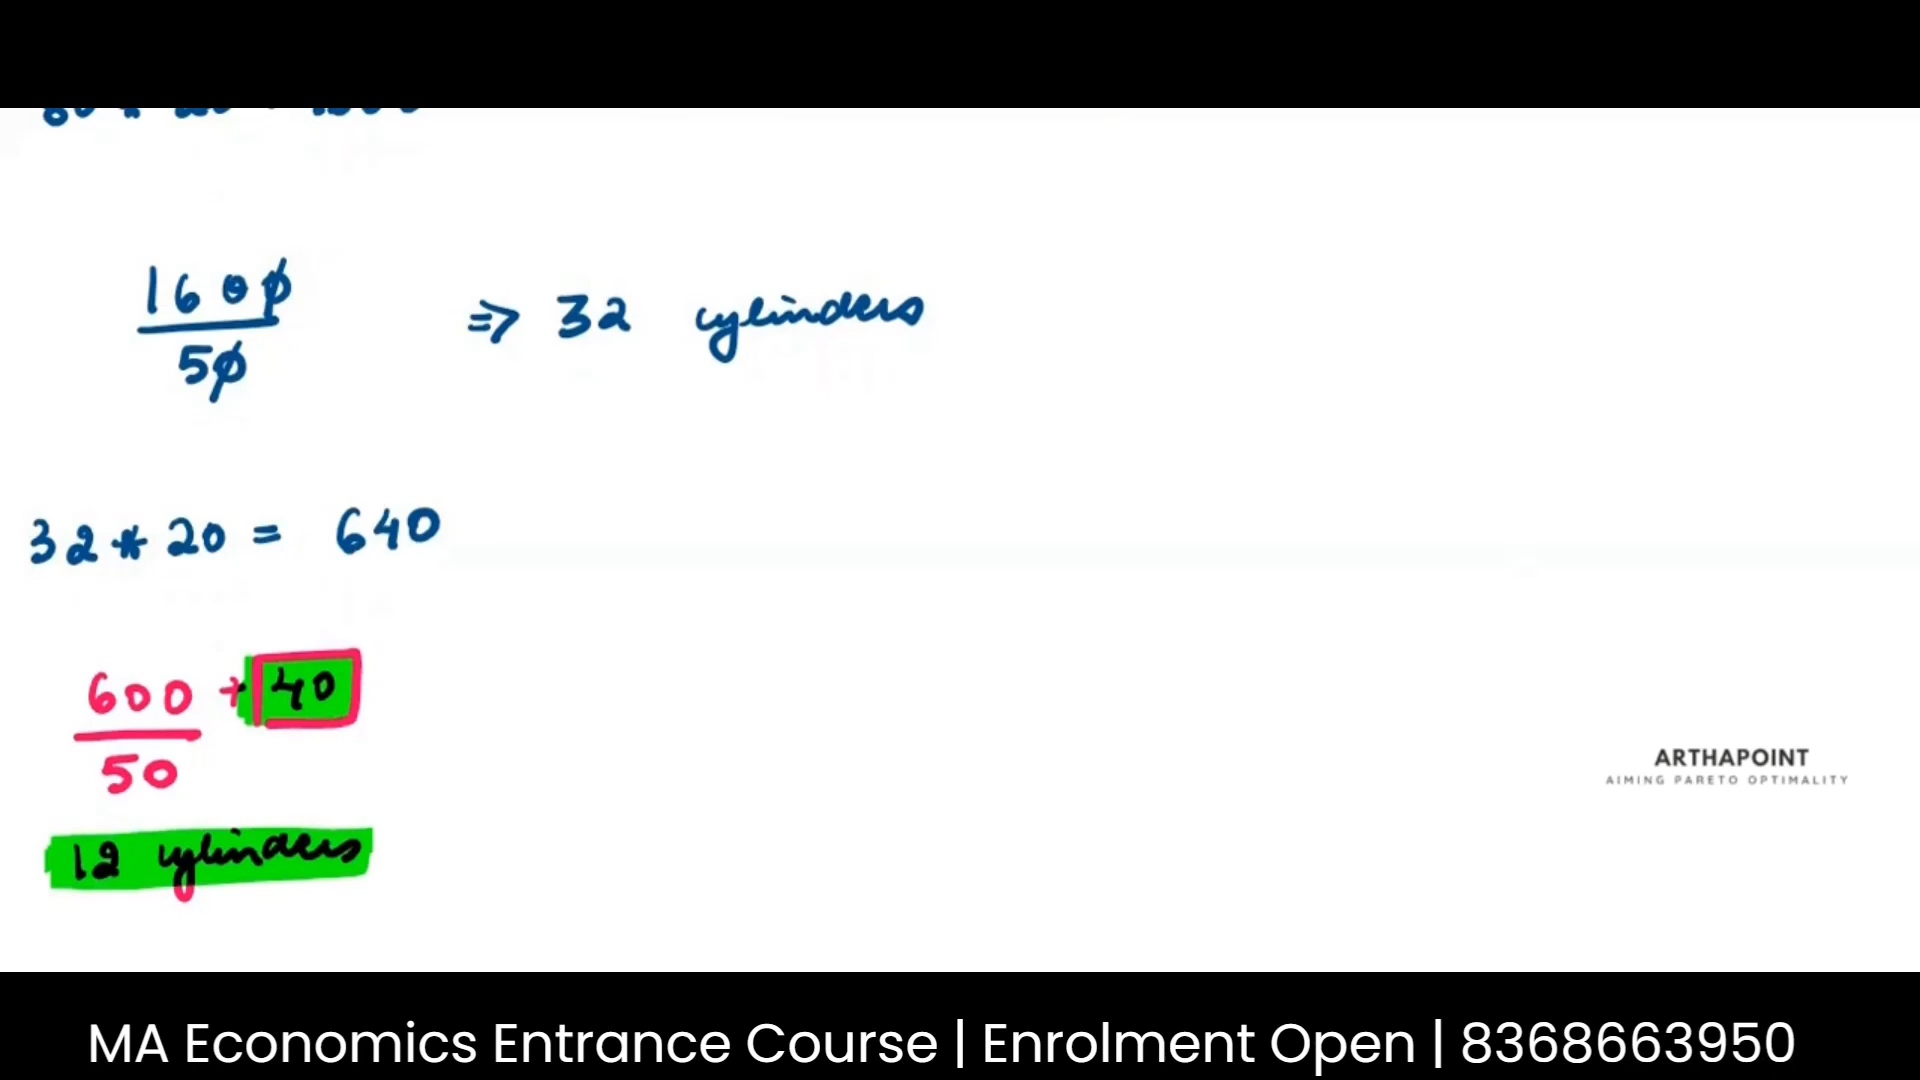 1600
50
⇒ 32 cylinders
32 * 20 = 640
600 + 40
50
12 cylinders
ARTHAPOINT
AIMING PARETO OPTIMALITY
MA Economics Entrance Course | Enrolment Open | 8368663950